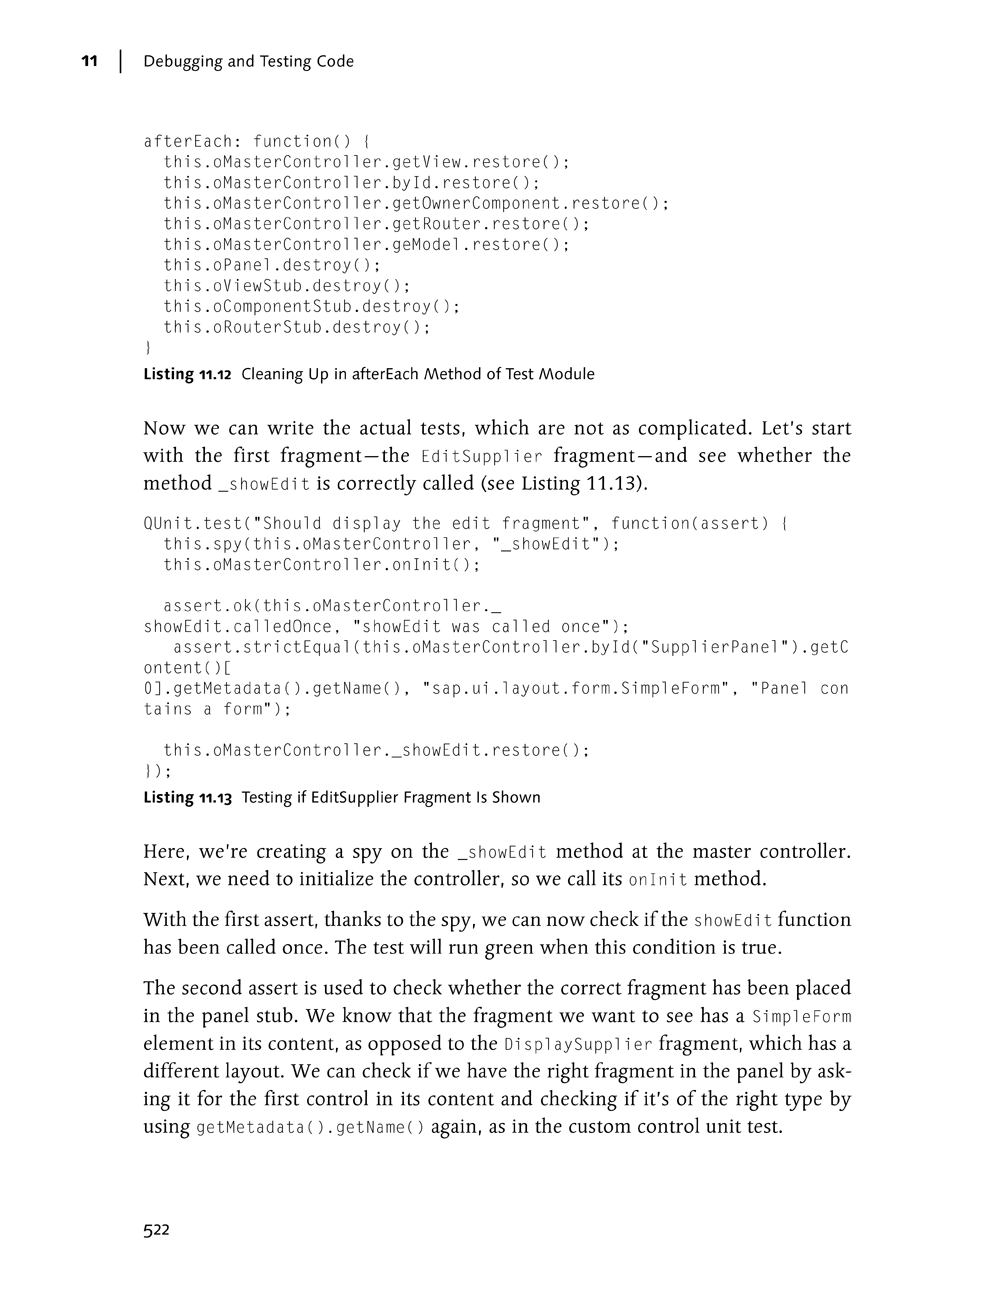 11 | Debugging and Testing Code
afterEach: function() {
  this.oMasterController.getView.restore();
  this.oMasterController.byId.restore();
  this.oMasterController.getOwnerComponent.restore();
  this.oMasterController.getRouter.restore();
  this.oMasterController.geModel.restore();
  this.oPanel.destroy();
  this.oViewStub.destroy();
  this.oComponentStub.destroy();
  this.oRouterStub.destroy();
}
Listing 11.12 Cleaning Up in afterEach Method of Test Module
Now we can write the actual tests, which are not as complicated. Let's start
with the first fragment—the EditSupplier fragment—and see whether the
method _showEdit is correctly called (see Listing 11.13).
QUnit.test("Should display the edit fragment", function(assert) {
  this.spy(this.oMasterController, "_showEdit");
  this.oMasterController.onInit();
  assert.ok(this.oMasterController._
showEdit.calledOnce, "showEdit was called once");
   assert.strictEqual(this.oMasterController.byId("SupplierPanel").getC
ontent()[
0].getMetadata().getName(), "sap.ui.layout.form.SimpleForm", "Panel con
tains a form");
  this.oMasterController._showEdit.restore();
});
Listing 11.13 Testing if EditSupplier Fragment Is Shown
Here, we're creating a spy on the _showEdit method at the master controller.
Next, we need to initialize the controller, so we call its onInit method.
With the first assert, thanks to the spy, we can now check if the showEdit function
has been called once. The test will run green when this condition is true.
The second assert is used to check whether the correct fragment has been placed
in the panel stub. We know that the fragment we want to see has a SimpleForm
element in its content, as opposed to the DisplaySupplier fragment, which has a
different layout. We can check if we have the right fragment in the panel by ask-
ing it for the first control in its content and checking if it's of the right type by
using getMetadata().getName() again, as in the custom control unit test.
522